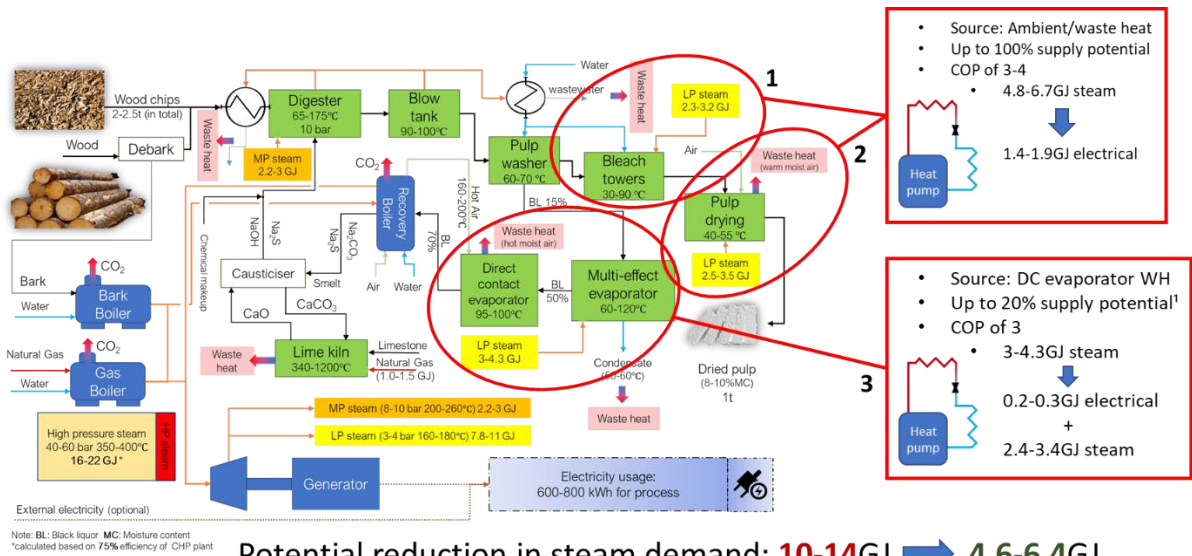 Wood chips
2-2.5t (in total)
Wood
Debark
Waste heat
Digester
65-175℃
10 bar
MP steam
2.2-3 GJ
Blow
tank
90-100℃
Water
wastewater
Waste heat
LP steam
2.3-3.2 GJ
1
Pulp
washer
60-70 ℃
Bleach
towers
30-90 ℃
Air
Waste heat
(warm moist air)
2
Pulp
drying
40-55 ℃
LP steam
2.5-3.5 GJ
CO2
Recovery
Boiler
Hot Air
160-200℃
BL 15%
BL
70%
Waste heat
(hot moist air)
Direct
contact
evaporator
95-100℃
BL
50%
Multi-effect
evaporator
60-120℃
LP steam
3-4.3 GJ
Condensate
(50-60℃)
Waste heat
Dried pulp
(8-10%MC)
1t
Air
Water
Chemical makeup
NaOH
Na₂S
Na₂S
Na₂CO₃
Causticiser
Smelt
CaO
CaCO₃
Lime kiln
340-1200℃
Waste
heat
Limestone
Natural Gas
(1.0-1.5 GJ)
Bark
Water
CO₂
Bark
Boiler
Natural Gas
Water
CO₂
Gas
Boiler
High pressure steam
40-60 bar 350-400℃
16-22 GJ*
HP steam
MP steam (8-10 bar 200-260℃) 2.2-3 GJ
LP steam (3-4 bar 160-180℃) 7.8-11 GJ
Generator
Electricity usage:
600-800 kWh for process
External electricity (optional)
Note: BL: Black liquor MC: Moisture content
*calculated based on 75% efficiency of CHP plant
• Source: Ambient/waste heat
• Up to 100% supply potential
• COP of 3-4
• 4.8-6.7GJ steam
1.4-1.9GJ electrical
Heat
pump
3
• Source: DC evaporator WH
• Up to 20% supply potential¹
• COP of 3
• 3-4.3GJ steam
0.2-0.3GJ electrical
+
2.4-3.4GJ steam
Heat
pump
Potential reduction in steam demand: 10-14GJ 4.6-6.4GJ